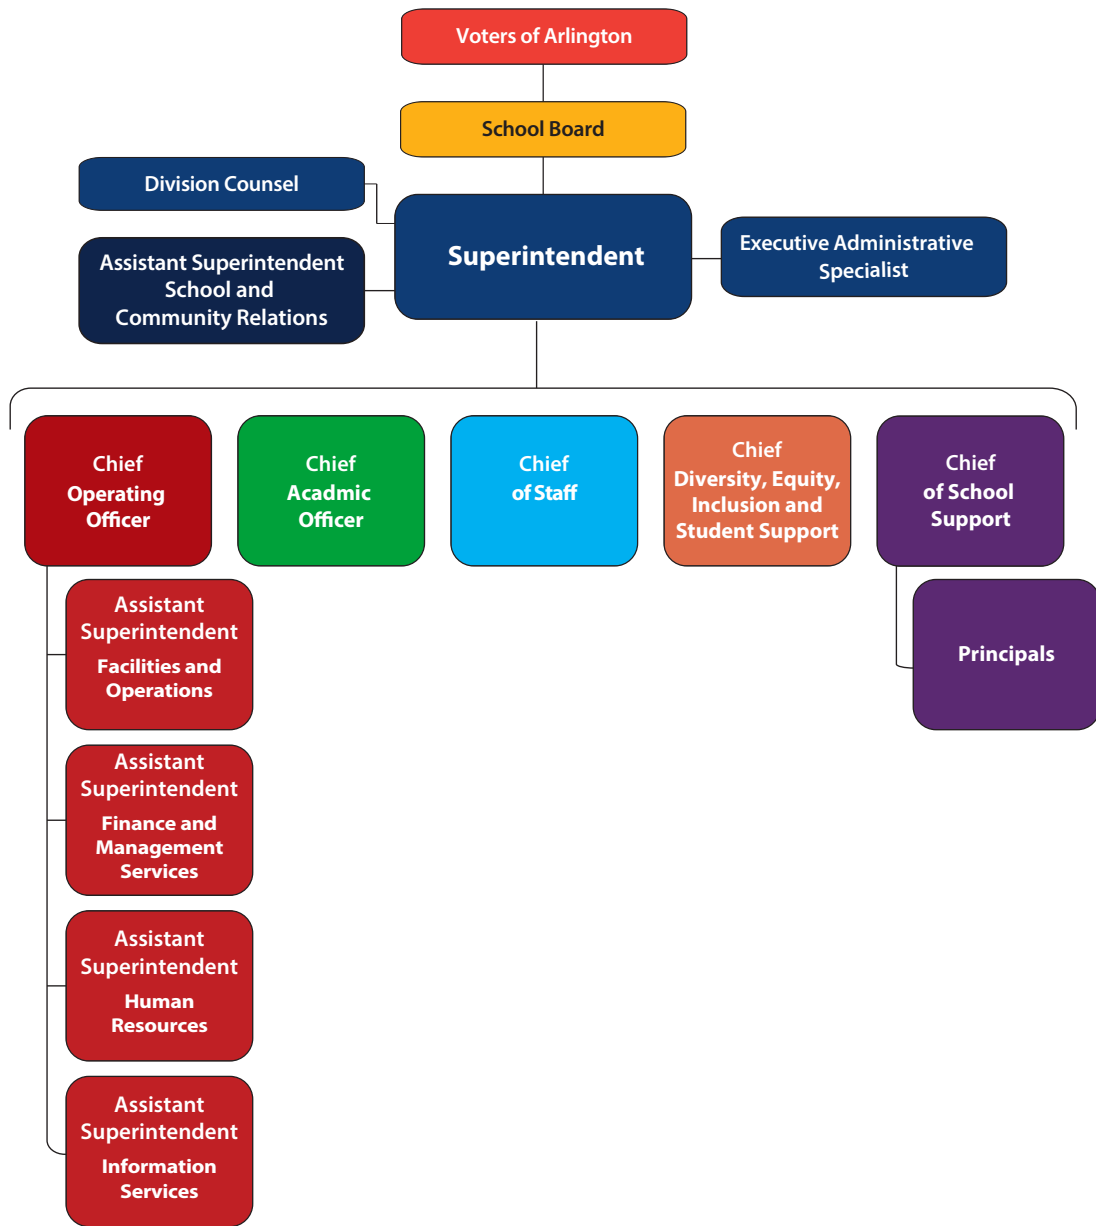 Voters of Arlington
School Board
Division Counsel
Superintendent
Executive Administrative
Specialist
Assistant Superintendent
School and
Community Relations
Chief
Operating
Officer
Chief
Acadmic
Officer
Chief
of Staff
Chief
Diversity, Equity,
Inclusion and
Student Support
Chief
of School
Support
Assistant
Superintendent
Facilities and
Operations
Principals
Assistant
Superintendent
Finance and
Management
Services
Assistant
Superintendent
Human
Resources
Assistant
Superintendent
Information
Services